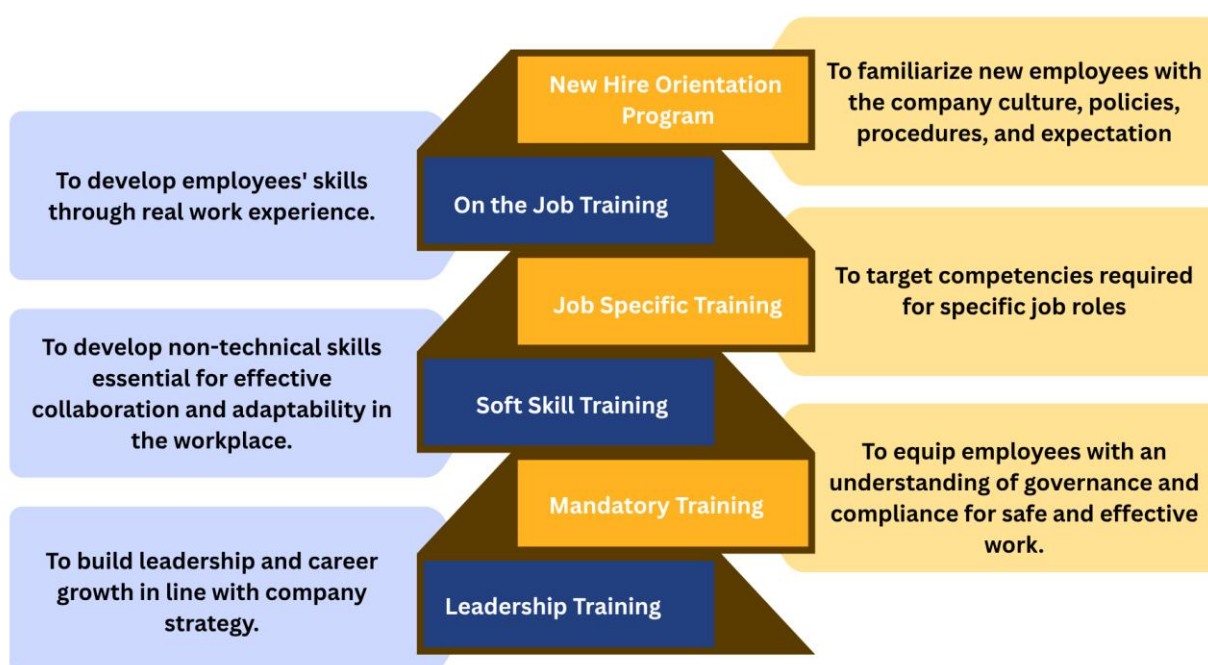 New Hire Orientation
Program
To familiarize new employees with
the company culture, policies,
procedures, and expectation
To develop employees' skills
through real work experience.
On the Job Training
Job Specific Training
To target competencies required
for specific job roles
To develop non-technical skills
essential for effective
collaboration and adaptability in
the workplace.
Soft Skill Training
Mandatory Training
To equip employees with an
understanding of governance and
compliance for safe and effective
work.
To build leadership and career
growth in line with company
strategy.
Leadership Training